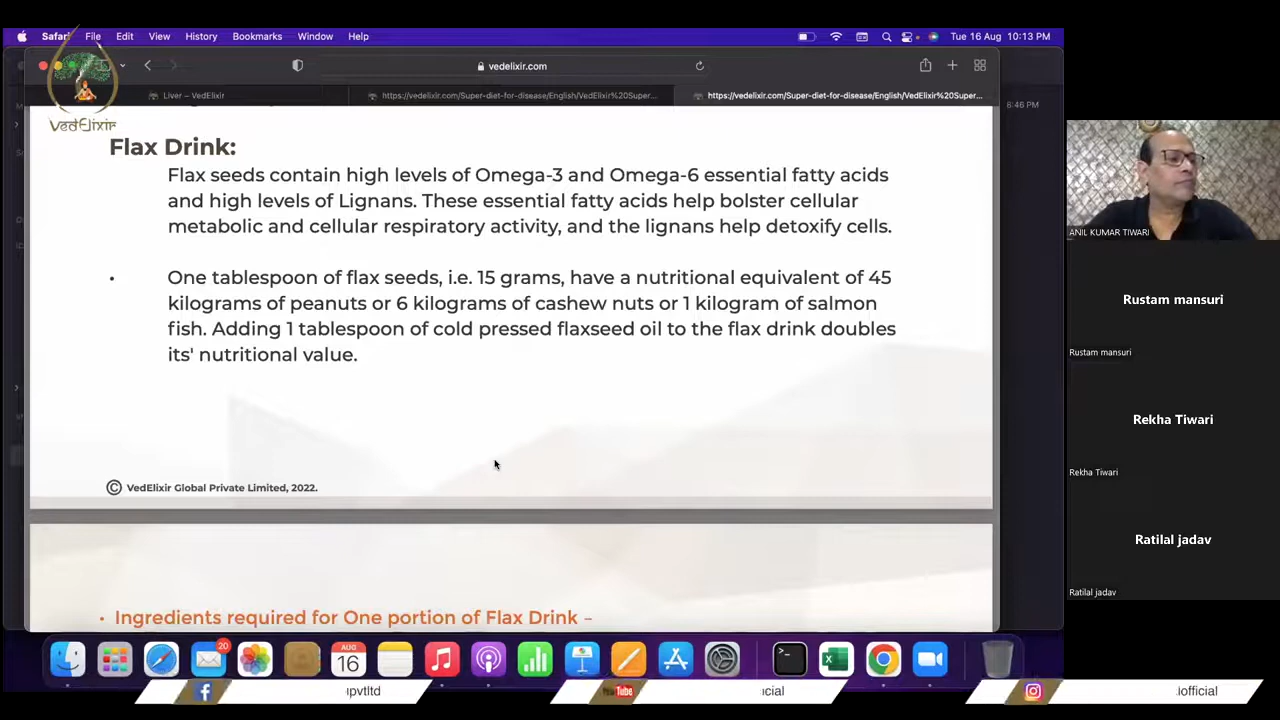 Safari File Edit View History Bookmarks Window Help Tue 16 Aug 10:13 PM
VedElixir
vedelixir.com
Liver – VedElixir
https://vedelixir.com/Super-diet-for-disease/English/VedElixir%20Super...
https://vedelixir.com/Super-diet-for-disease/English/VedElixir%20Super...
6:46 PM
Flax Drink:
Flax seeds contain high levels of Omega-3 and Omega-6 essential fatty acids
and high levels of Lignans. These essential fatty acids help bolster cellular
metabolic and cellular respiratory activity, and the lignans help detoxify cells.
• One tablespoon of flax seeds, i.e. 15 grams, have a nutritional equivalent of 45
kilograms of peanuts or 6 kilograms of cashew nuts or 1 kilogram of salmon
fish. Adding 1 tablespoon of cold pressed flaxseed oil to the flax drink doubles
its' nutritional value.
© VedElixir Global Private Limited, 2022.
• Ingredients required for One portion of Flax Drink –
ANIL KUMAR TIWARI
Rustam mansuri
Rustam mansuri
Rekha Tiwari
Rekha Tiwari
Ratilal jadav
Ratilal jadav
20
AUG
16
You Tube